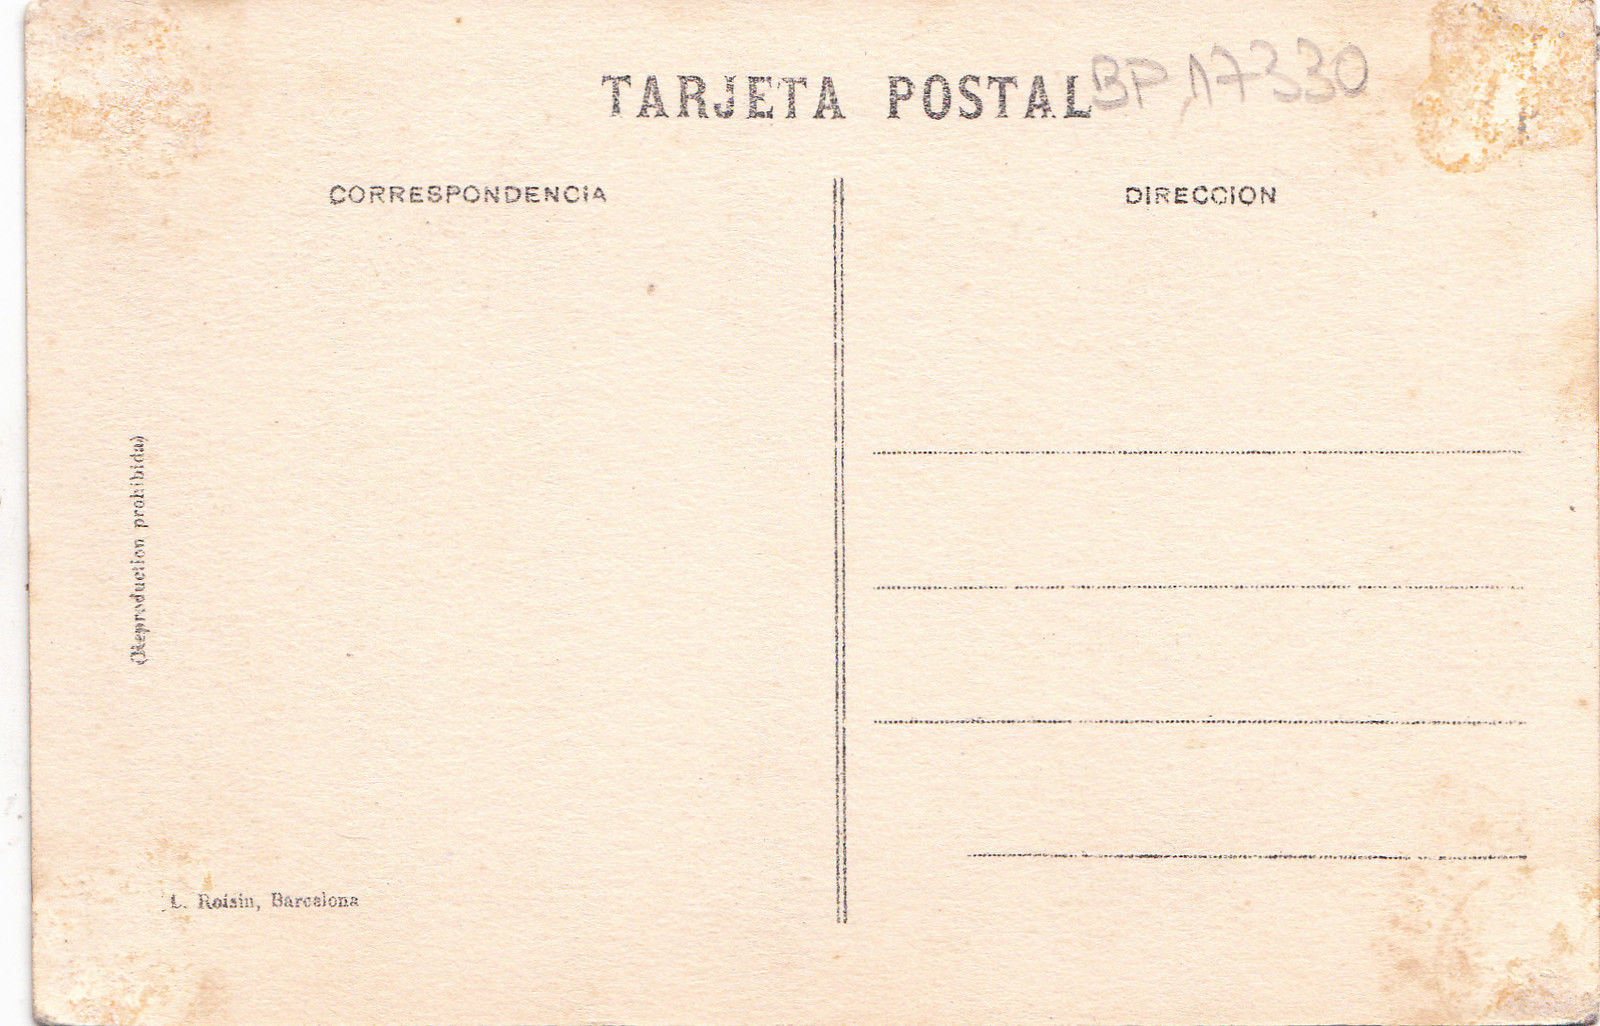 TARJETA POSTAL
BP 17330
CORRESPONDENCIA
DIRECCION
(Reproduction prohibida)
L. Roisin, Barcelona